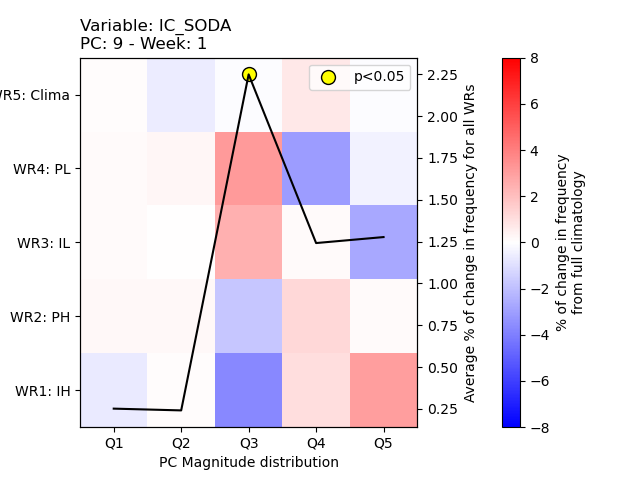 Variable: IC_SODA
PC: 9 - Week: 1
WR5: Clima
WR4: PL
WR3: IL
WR2: PH
WR1: IH
Q1 Q2 Q3 Q4 Q5
PC Magnitude distribution
p<0.05
2.25
2.00
1.75
1.50
1.25
1.00
0.75
0.50
0.25
Average % of change in frequency for all WRs
8
6
4
2
0
−2
−4
−6
−8
% of change in frequency
from full climatology